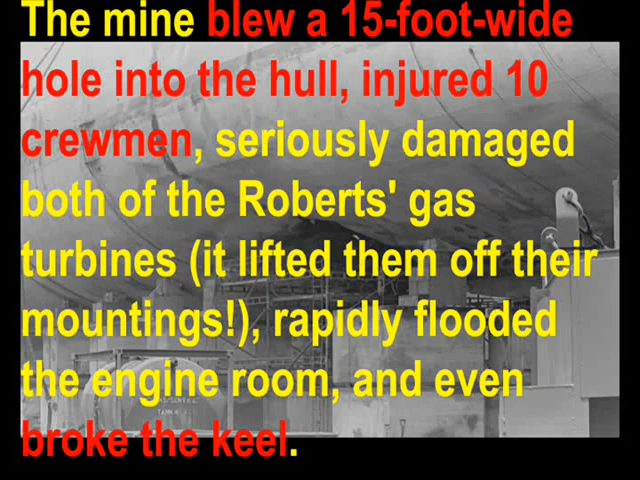 The mine blew a 15-foot-wide
hole into the hull, injured 10
crewmen, seriously damaged
both of the Roberts' gas
turbines (it lifted them off their
mountings!), rapidly flooded
the engine room, and even
broke the keel.